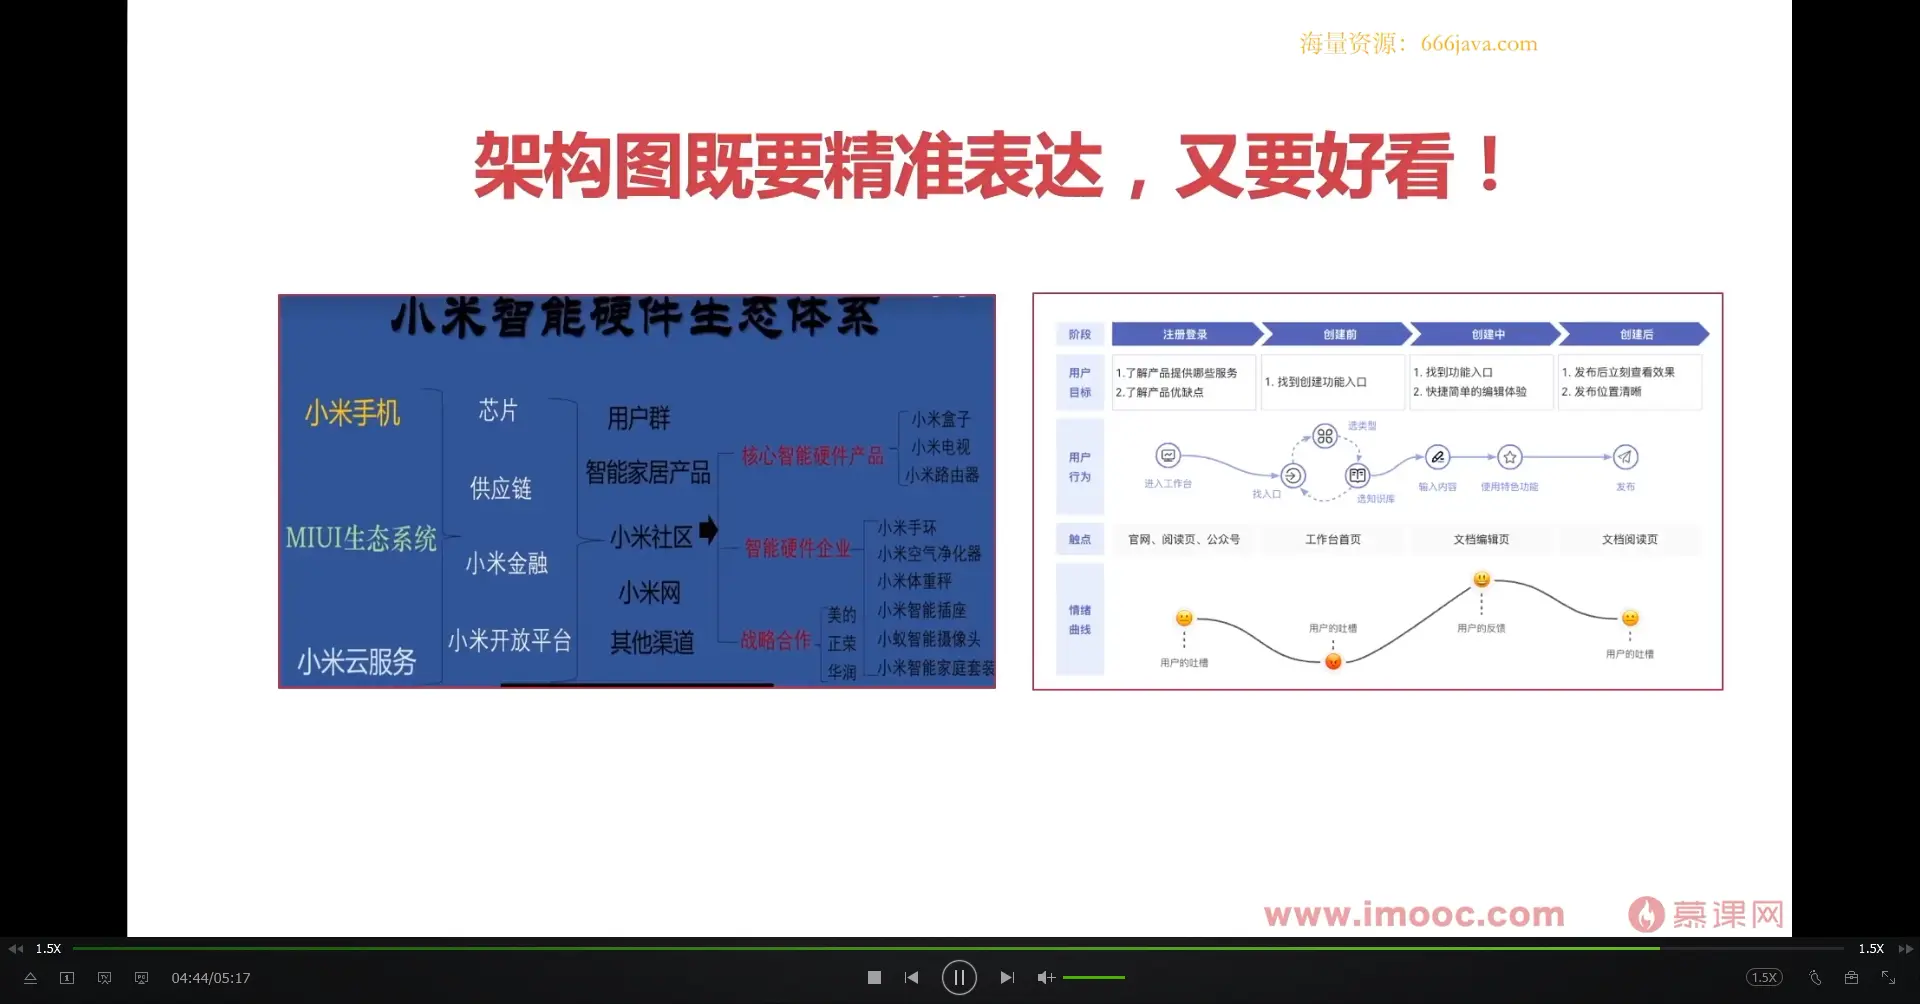 海量资源：666java.com
架构图既要精准表达，又要好看！
小米智能硬件生态体系
小米手机
MIUI生态系统
小米云服务
芯片
供应链
小米金融
小米开放平台
用户群
智能家居产品
小米社区
小米网
其他渠道
核心智能硬件产品
小米盒子
小米电视
小米路由器
智能硬件企业
小米手环
小米空气净化器
小米体重秤
小米智能插座
小蚁智能摄像头
小米智能家庭套装
战略合作
美的
正荣
华润
阶段
注册登录
创建前
创建中
创建后
用户
目标
1.了解产品提供哪些服务
2.了解产品优缺点
1. 找到创建功能入口
1. 找到功能入口
2. 快捷简单的编辑体验
1. 发布后立刻查看效果
2. 发布位置清晰
用户
行为
进入工作台
找入口
选类型
选知识库
输入内容
使用特色功能
发布
触点
官网、阅读页、公众号
工作台首页
文档编辑页
文档阅读页
情绪
曲线
用户的吐槽
用户的吐槽
用户的反馈
用户的吐槽
www.imooc.com
慕课网
1.5X
1.5X
04:44/05:17
1.5X